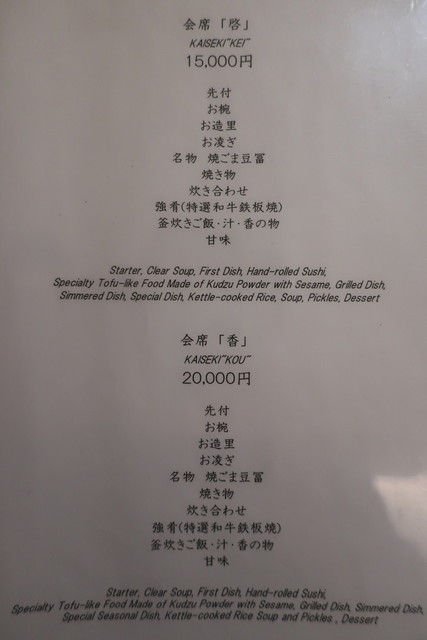 会席「啓」
KAISEKI"KEI"
15,000円
先付
お椀
お造里
お凌ぎ
名物 焼ごま豆冨
焼き物
炊き合わせ
強肴(特選和牛鉄板焼)
釜炊きご飯・汁・香の物
甘味
Starter, Clear Soup, First Dish, Hand-rolled Sushi,
Specialty Tofu-like Food Made of Kudzu Powder with Sesame, Grilled Dish,
Simmered Dish, Special Dish, Kettle-cooked Rice, Soup, Pickles, Dessert
会席「香」
KAISEKI"KOU"
20,000円
先付
お椀
お造里
お凌ぎ
名物 焼ごま豆冨
焼き物
炊き合わせ
強肴(特選和牛鉄板焼)
釜炊きご飯・汁・香の物
甘味
Starter, Clear Soup, First Dish, Hand-rolled Sushi,
Specialty Tofu-like Food Made of Kudzu Powder with Sesame, Grilled Dish, Simmered Dish,
Special Seasonal Dish, Kettle-cooked Rice Soup and Pickles , Dessert